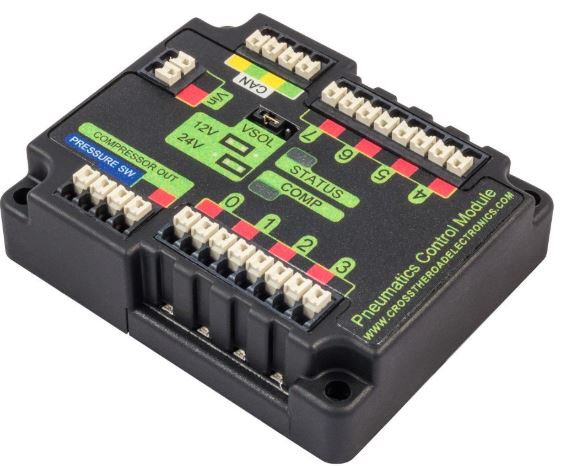 CAN
Vin
VSOL
12V
24V
COMPRESSOR OUT
PRESSURE SW
STATUS
COMP
7
6
5
4
0
1
2
3
Pneumatics Control Module
WWW.CROSSTHEROADELECTRONICS.COM